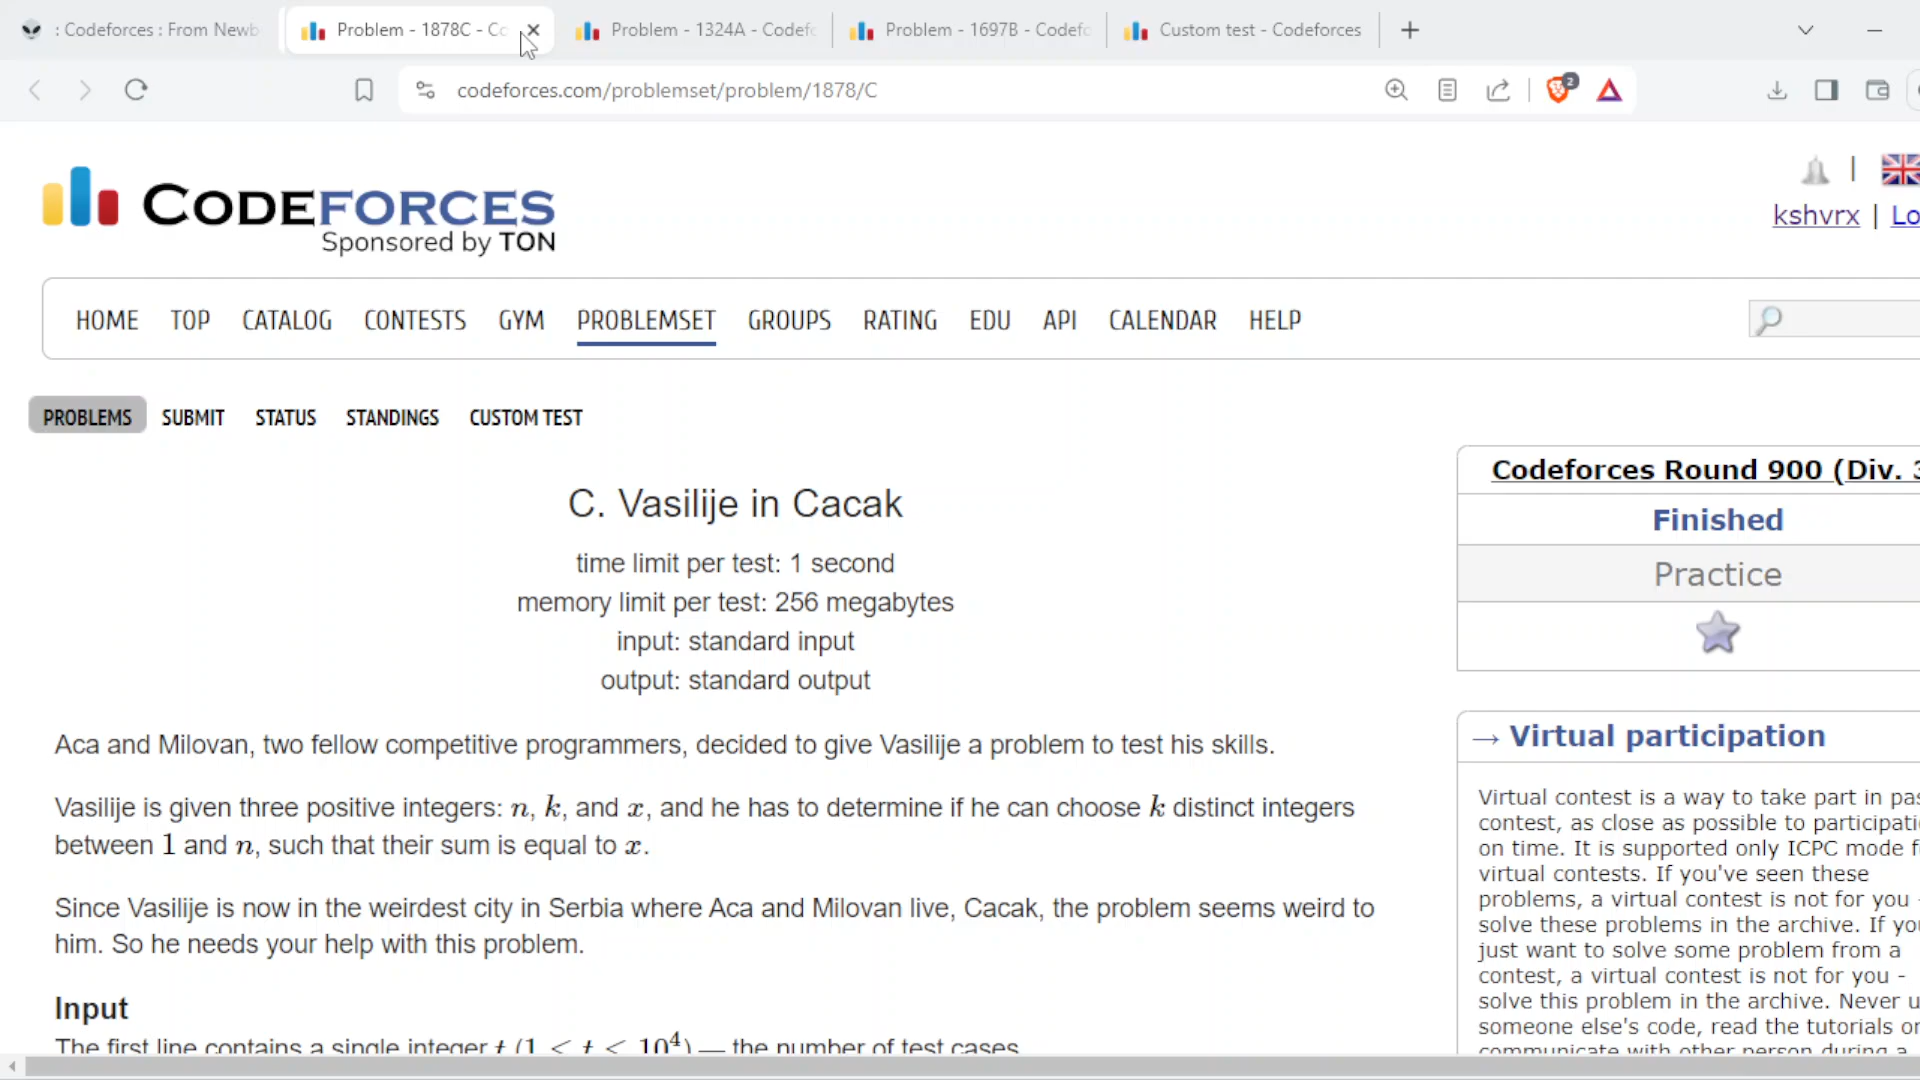 : Codeforces : From Newb
Problem - 1878C - Co
Problem - 1324A - Codef
Problem - 1697B - Codefo
Custom test - Codeforces
codeforces.com/problemset/problem/1878/C
2
CODEFORCES
Sponsored by TON
kshvrx | Lo
HOME TOP CATALOG CONTESTS GYM PROBLEMSET GROUPS RATING EDU API CALENDAR HELP
PROBLEMS SUBMIT STATUS STANDINGS CUSTOM TEST
C. Vasilije in Cacak
time limit per test: 1 second
memory limit per test: 256 megabytes
input: standard input
output: standard output
Aca and Milovan, two fellow competitive programmers, decided to give Vasilije a problem to test his skills.
Vasilije is given three positive integers: n, k, and x, and he has to determine if he can choose k distinct integers
between 1 and n, such that their sum is equal to x.
Since Vasilije is now in the weirdest city in Serbia where Aca and Milovan live, Cacak, the problem seems weird to
him. So he needs your help with this problem.
Input
The first line contains a single integer t (1 ≤ t ≤ 10⁴) — the number of test cases
Codeforces Round 900 (Div. 3
Finished
Practice
→ Virtual participation
Virtual contest is a way to take part in pas
contest, as close as possible to participati
on time. It is supported only ICPC mode f
virtual contests. If you've seen these
problems, a virtual contest is not for you -
solve these problems in the archive. If you
just want to solve some problem from a
contest, a virtual contest is not for you -
solve this problem in the archive. Never u
someone else's code, read the tutorials or
communicate with other person during a